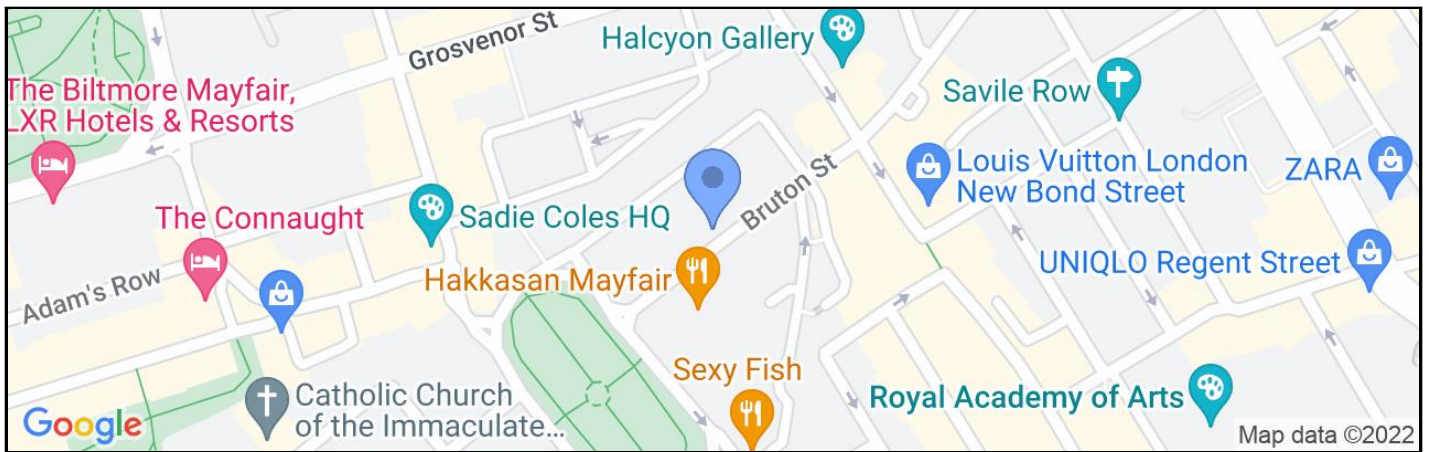 Grosvenor St
Halcyon Gallery
The Biltmore Mayfair,
LXR Hotels & Resorts
Savile Row
Louis Vuitton London
New Bond Street
ZARA
Bruton St
The Connaught
Sadie Coles HQ
Adam's Row
Hakkasan Mayfair
UNIQLO Regent Street
Sexy Fish
Catholic Church
of the Immaculate...
Royal Academy of Arts
Google
Map data ©2022